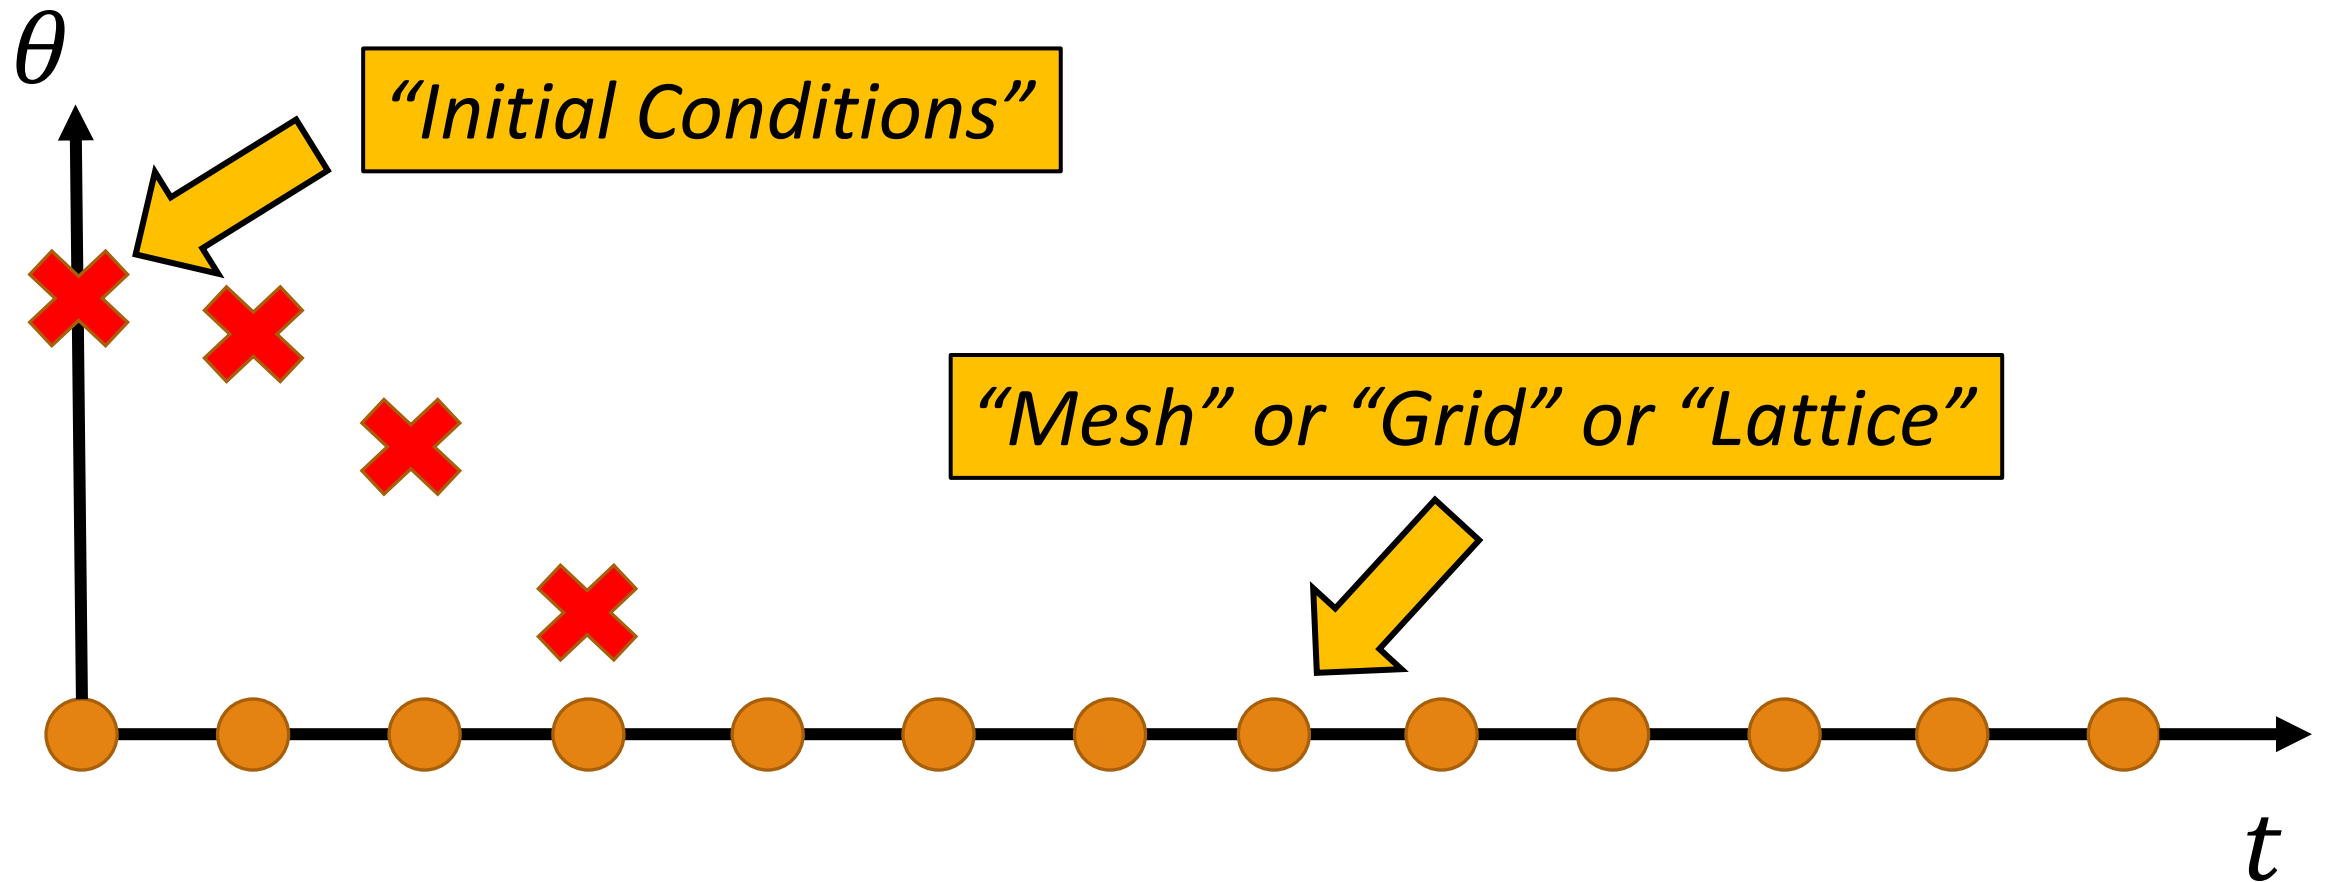 θ
“Initial Conditions”
“Mesh” or “Grid” or “Lattice”
t